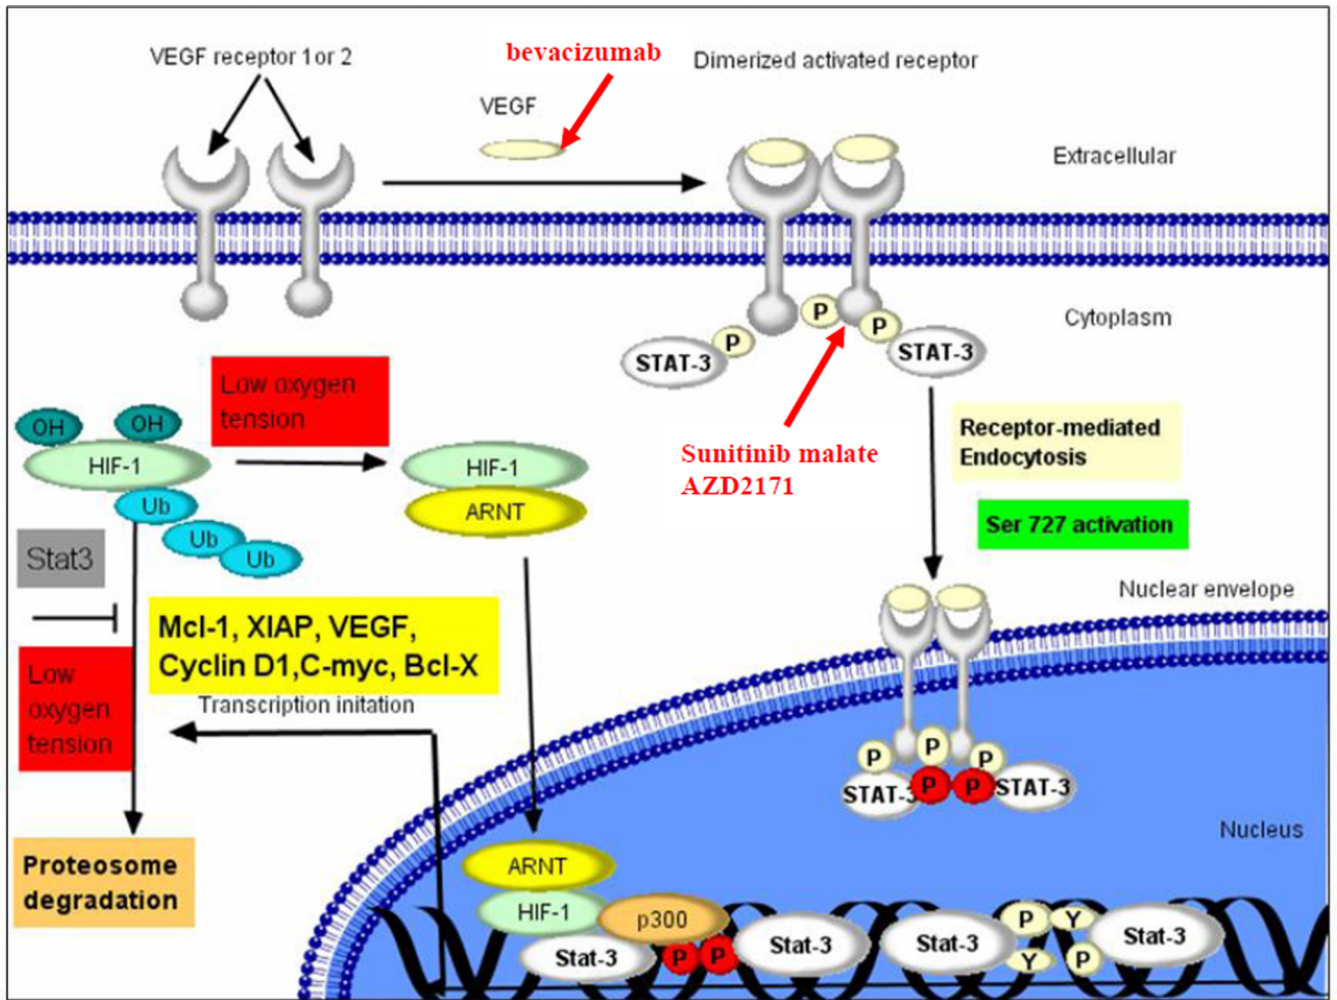 VEGF receptor 1 or 2
bevacizumab
VEGF
Dimerized activated receptor
Extracellular
Cytoplasm
P
P
P
STAT-3
STAT-3
Low oxygen
tension
OH
OH
HIF-1
HIF-1
ARNT
Ub
Ub
Ub
Sunitinib malate
AZD2171
Receptor-mediated
Endocytosis
Ser 727 activation
Stat3
Nuclear envelope
Mcl-1, XIAP, VEGF,
Cyclin D1,C-myc, Bcl-X
Transcription initation
Low
oxygen
tension
P
P
P
STAT-3
P
P
STAT-3
Nucleus
Proteosome
degradation
ARNT
HIF-1
p300
Stat-3
P
P
Stat-3
Stat-3
P
Y
Y
P
Stat-3